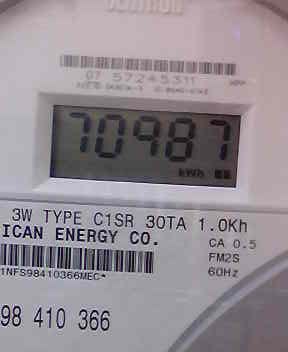 07 57245311
70987
kWh
3W TYPE C1SR 30TA 1.0Kh
ICAN ENERGY CO.
CA 0.5
FM2S
60Hz
1NFS98410366MEC*
98 410 366